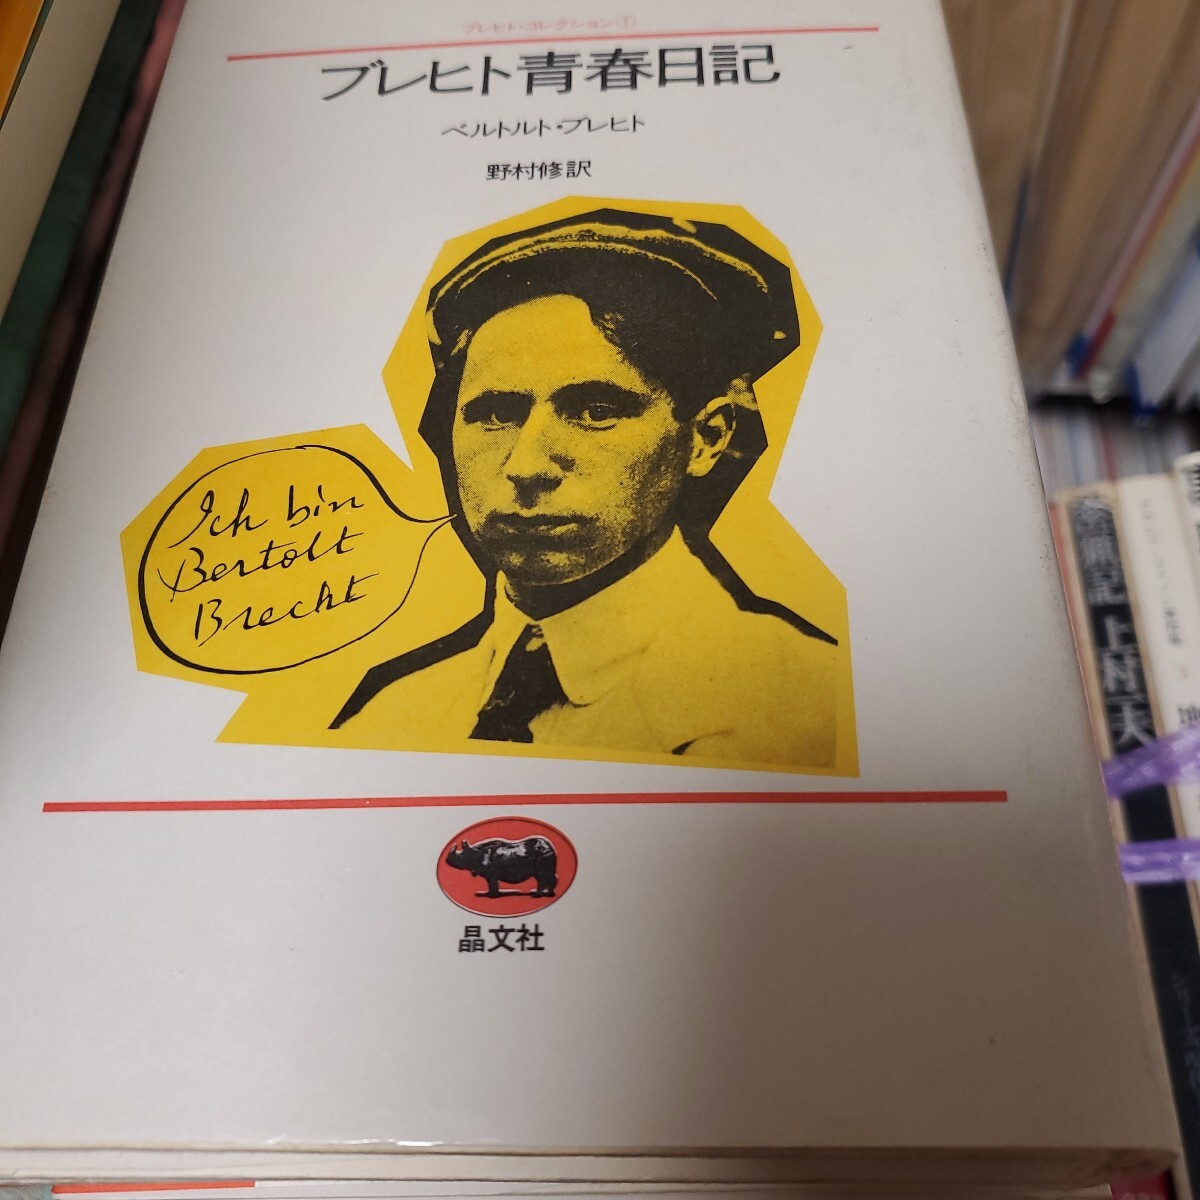 ブレヒト・コレクション①
ブレヒト青春日記
ベルトルト・ブレヒト
野村修訳
Ich bin
Bertolt
Brecht
晶文社
上村一夫